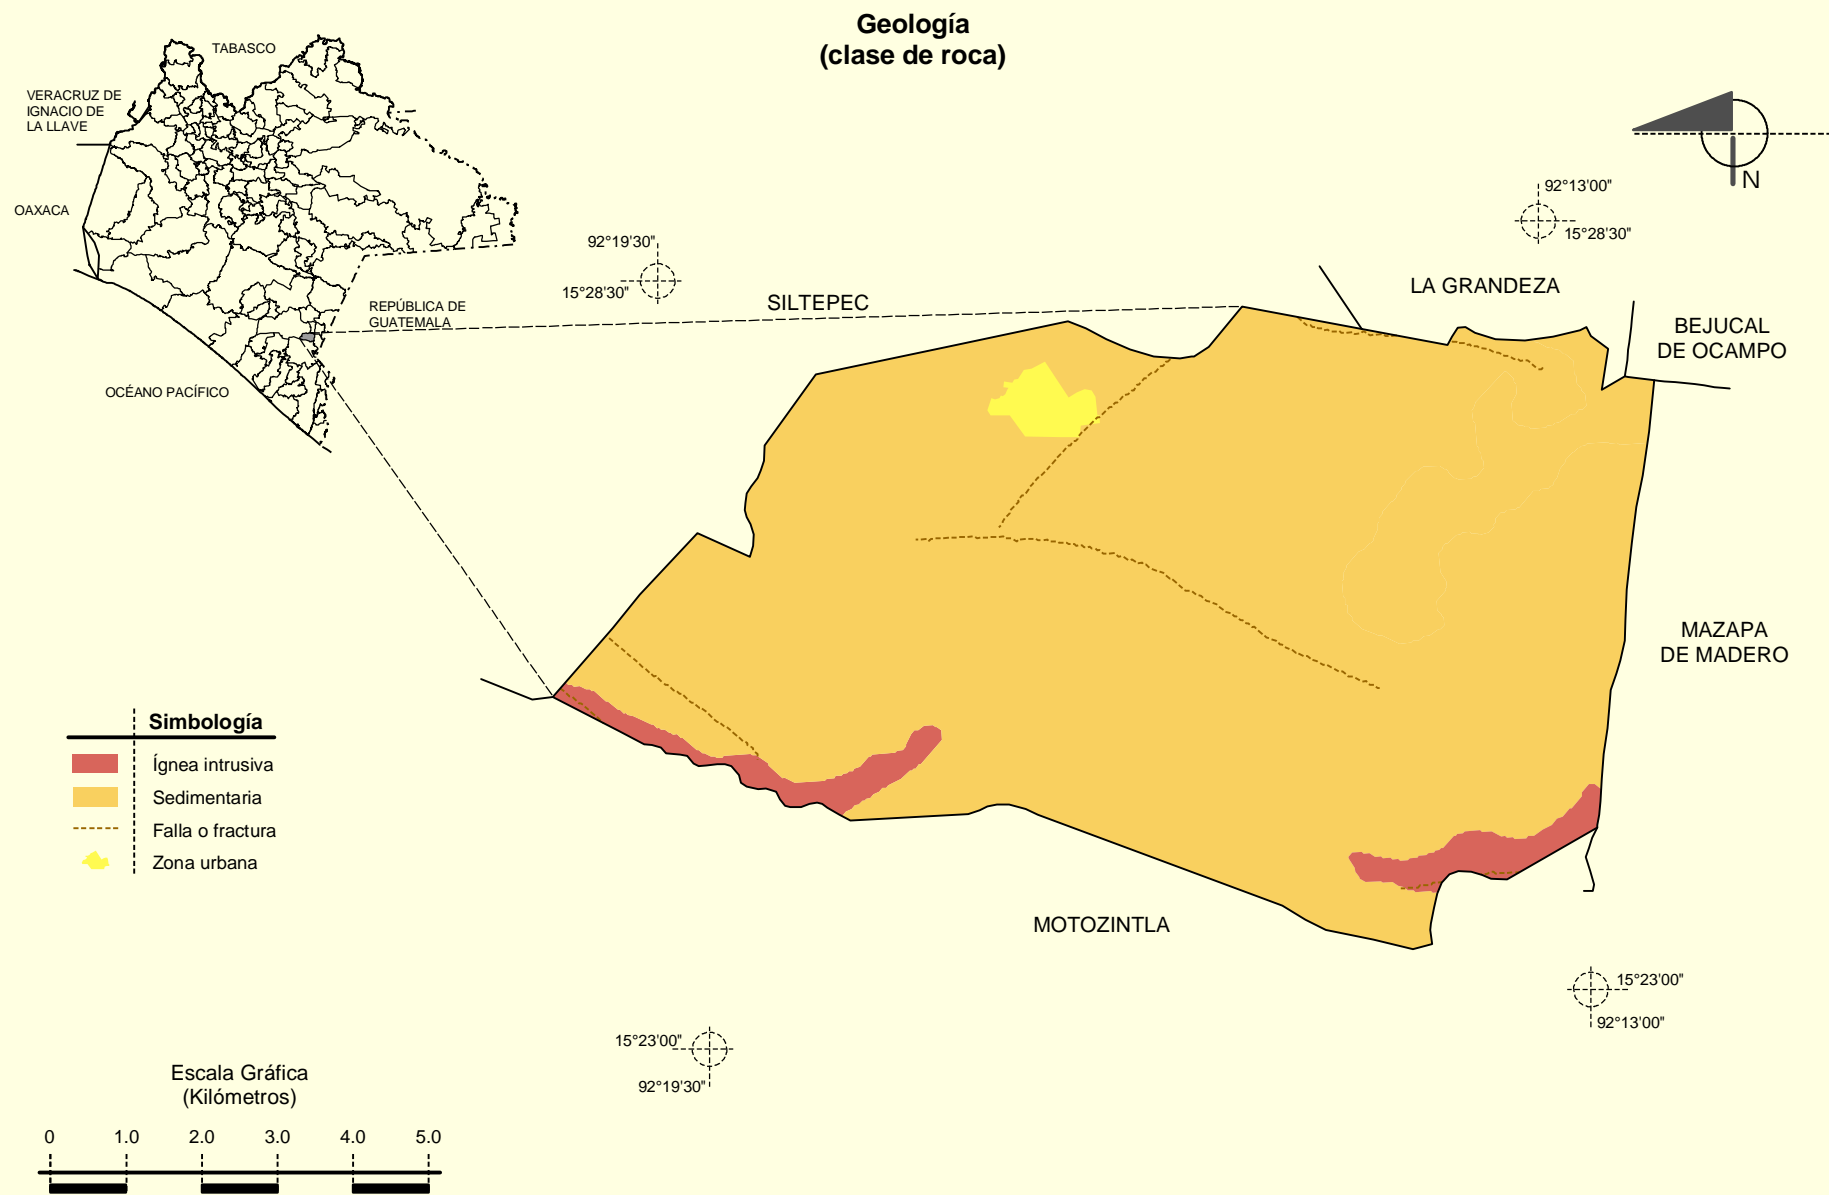 Geología
(clase de roca)
TABASCO
VERACRUZ DE
IGNACIO DE
LA LLAVE
OAXACA
REPÚBLICA DE
GUATEMALA
OCÉANO PACÍFICO
N
92°13'00"
15°28'30"
92°19'30"
15°28'30"
SILTEPEC
LA GRANDEZA
BEJUCAL
DE OCAMPO
MAZAPA
DE MADERO
MOTOZINTLA
15°23'00"
92°13'00"
15°23'00"
92°19'30"
Simbología
Ígnea intrusiva
Sedimentaria
Falla o fractura
Zona urbana
Escala Gráfica
(Kilómetros)
0 1.0 2.0 3.0 4.0 5.0